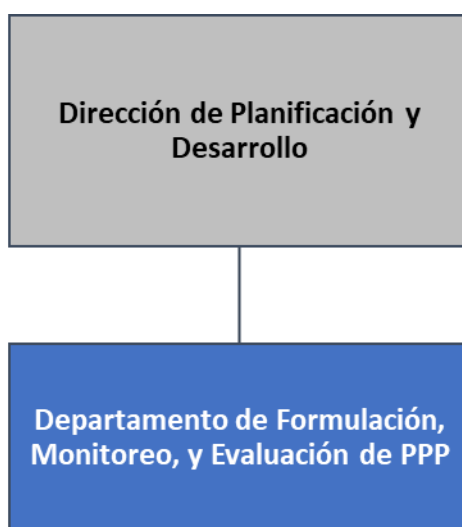 Dirección de Planificación y
Desarrollo
Departamento de Formulación,
Monitoreo, y Evaluación de PPP